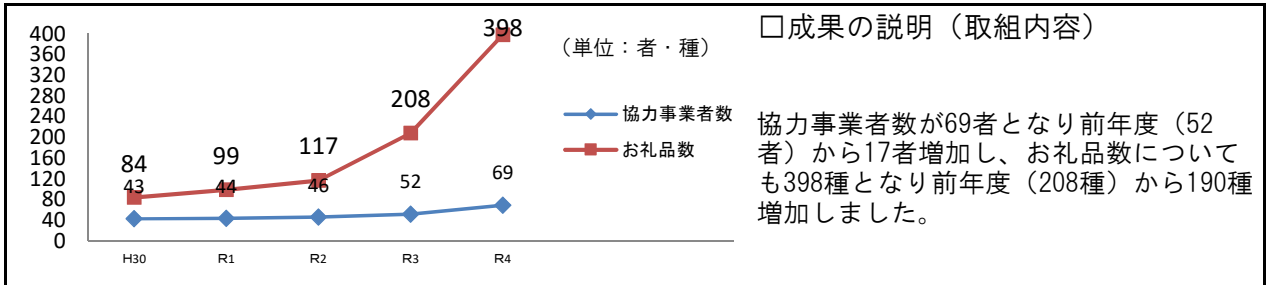 400
360
320
280
240
200
160
120
80
40
0
398
208
117
99
84
43
44
46
52
69
H30
R1
R2
R3
R4
（単位：者・種）
協力事業者数
お礼品数
□成果の説明（取組内容）
協力事業者数が69者となり前年度（52
者）から17者増加し、お礼品数について
も398種となり前年度（208種）から190種
増加しました。